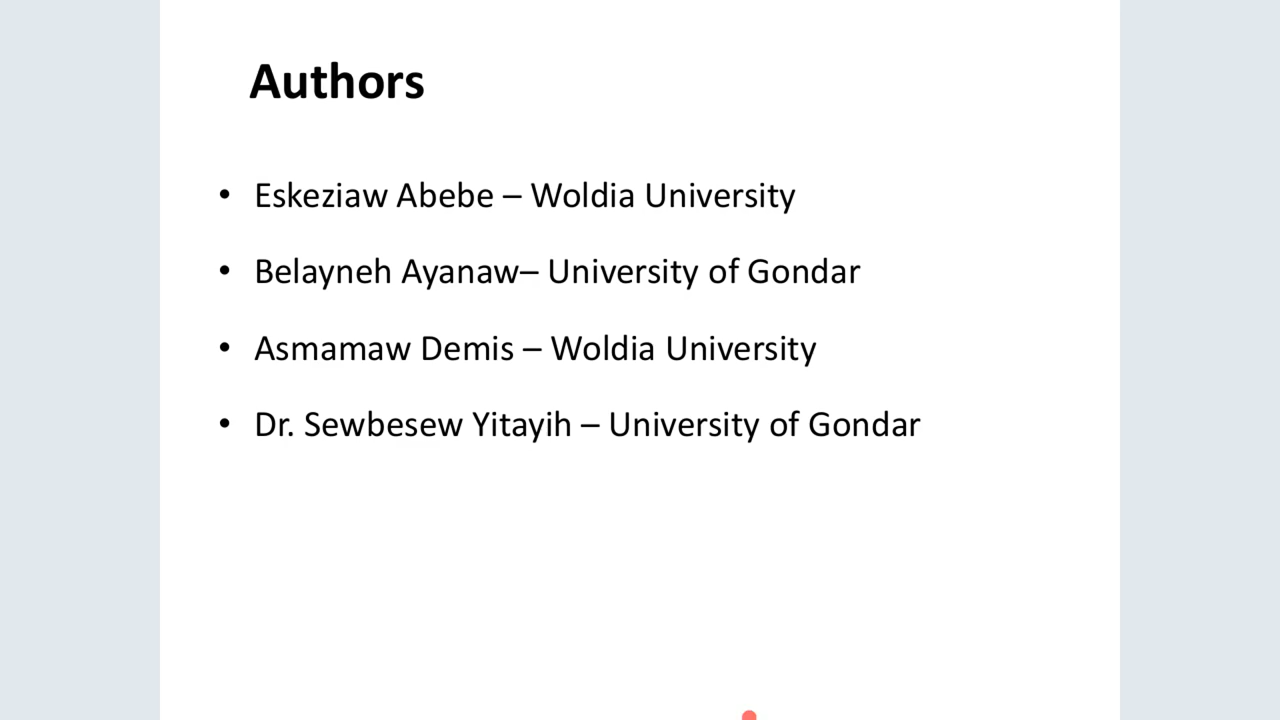 Authors
• Eskeziaw Abebe – Woldia University
• Belayneh Ayanaw– University of Gondar
• Asmamaw Demis – Woldia University
• Dr. Sewbesew Yitayih – University of Gondar